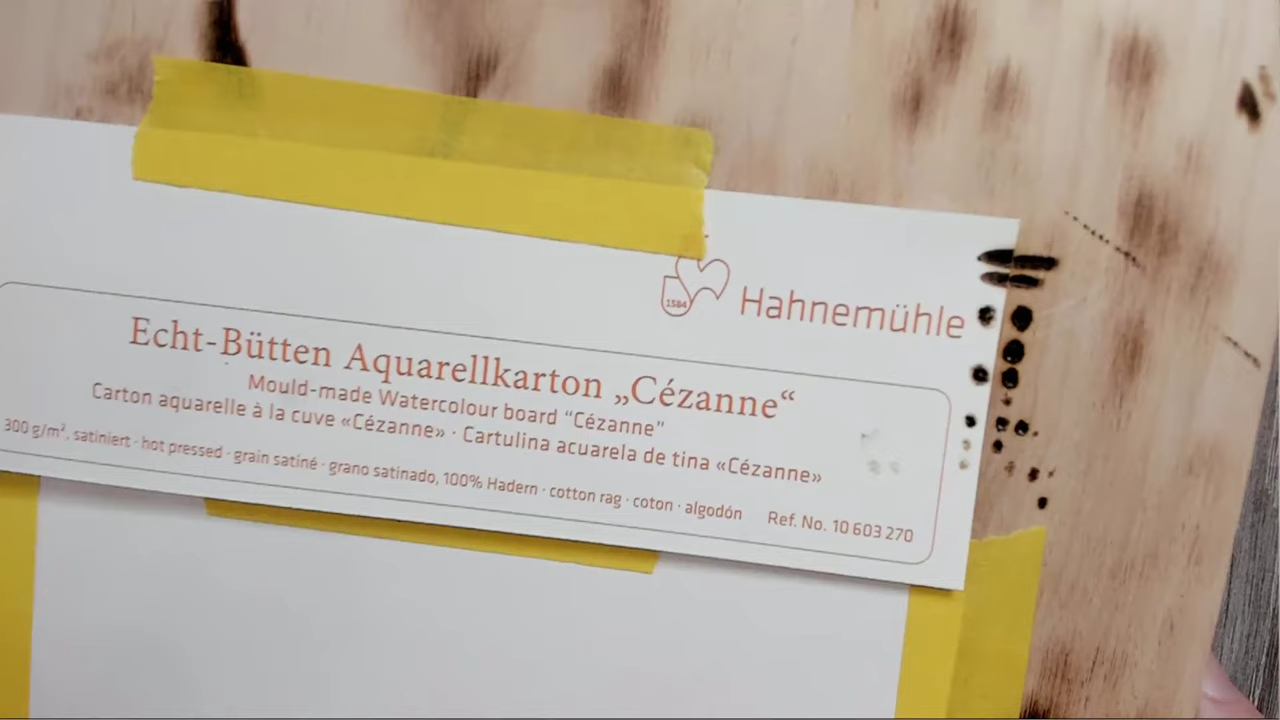 1584
Hahnemühle
Echt-Bütten Aquarellkarton „Cézanne“
Mould-made Watercolour board “Cézanne”
Carton aquarelle à la cuve «Cézanne» · Cartulina acuarela de tina «Cézanne»
300 g/m², satiniert · hot pressed · grain satiné · grano satinado, 100% Hadern · cotton rag · coton · algodón
Ref. No. 10 603 270